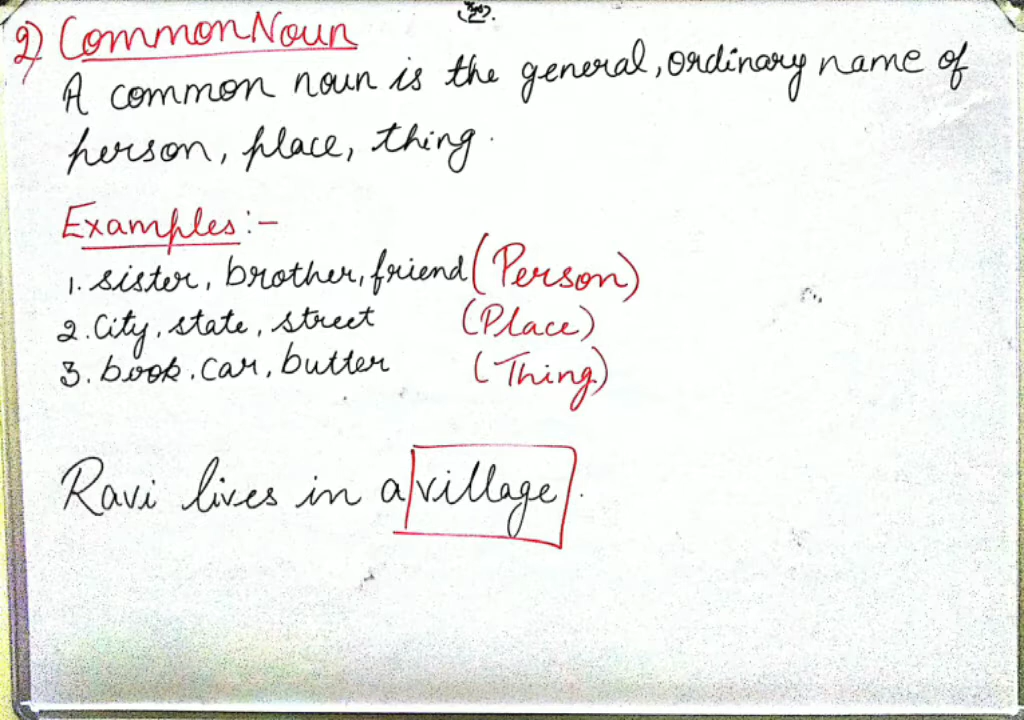 2) Common Noun
A common noun is the general, ordinary name of
person, place, thing.
Examples:-
1. sister, brother, friend (Person)
2. City, state, street (Place)
3. book, car, butter (Thing)
Ravi lives in a village.